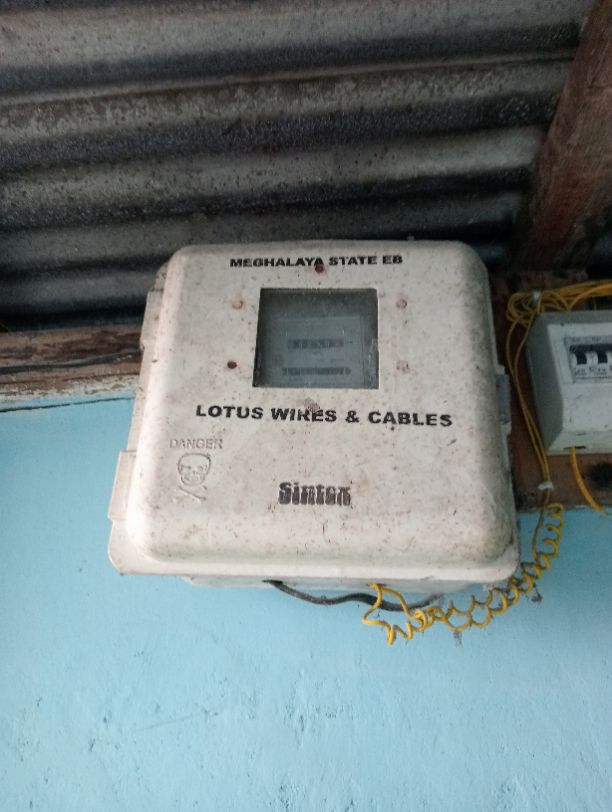 MEGHALAYA STATE EB
LOTUS WIRES & CABLES
DANGER
Sintex